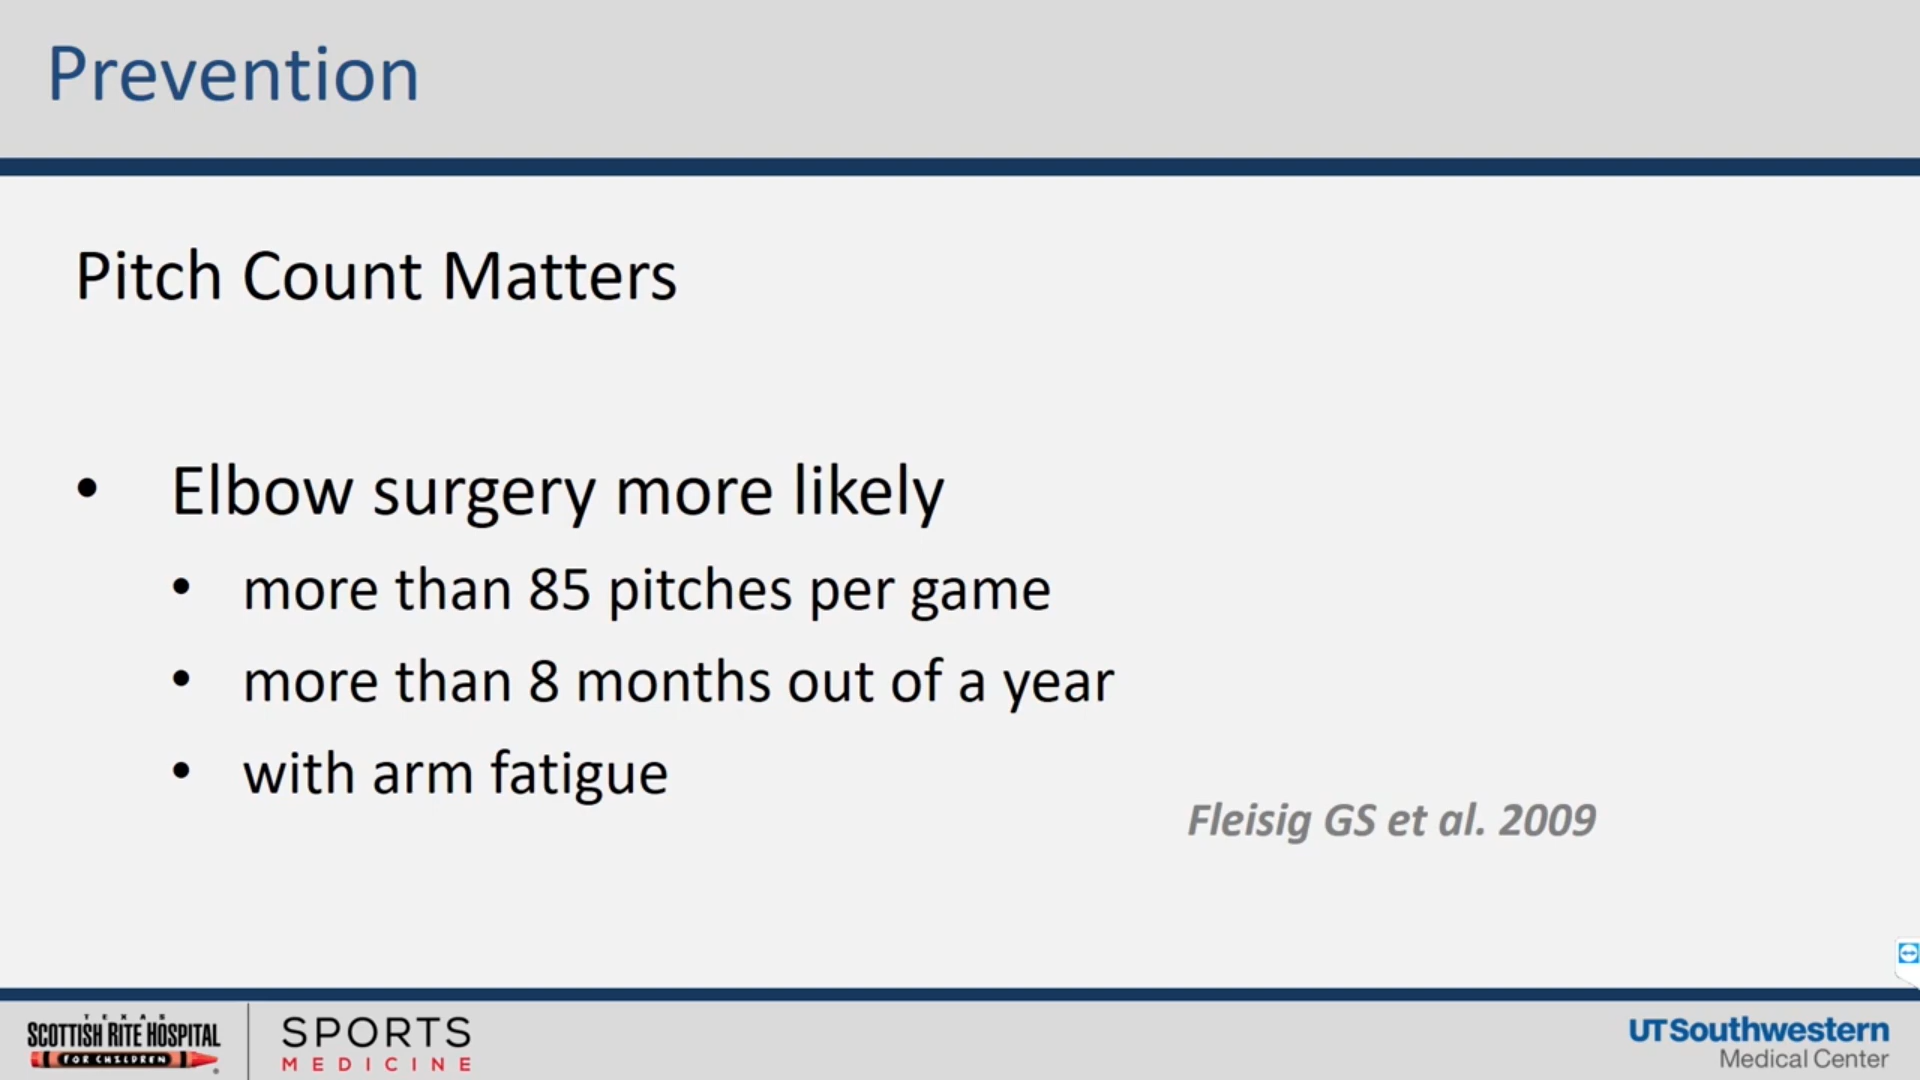 Prevention
Pitch Count Matters
• Elbow surgery more likely
• more than 85 pitches per game
• more than 8 months out of a year
• with arm fatigue
Fleisig GS et al. 2009
TEXAS
SCOTTISH RITE HOSPITAL
FOR CHILDREN
SPORTS
MEDICINE
UTSouthwestern
Medical Center